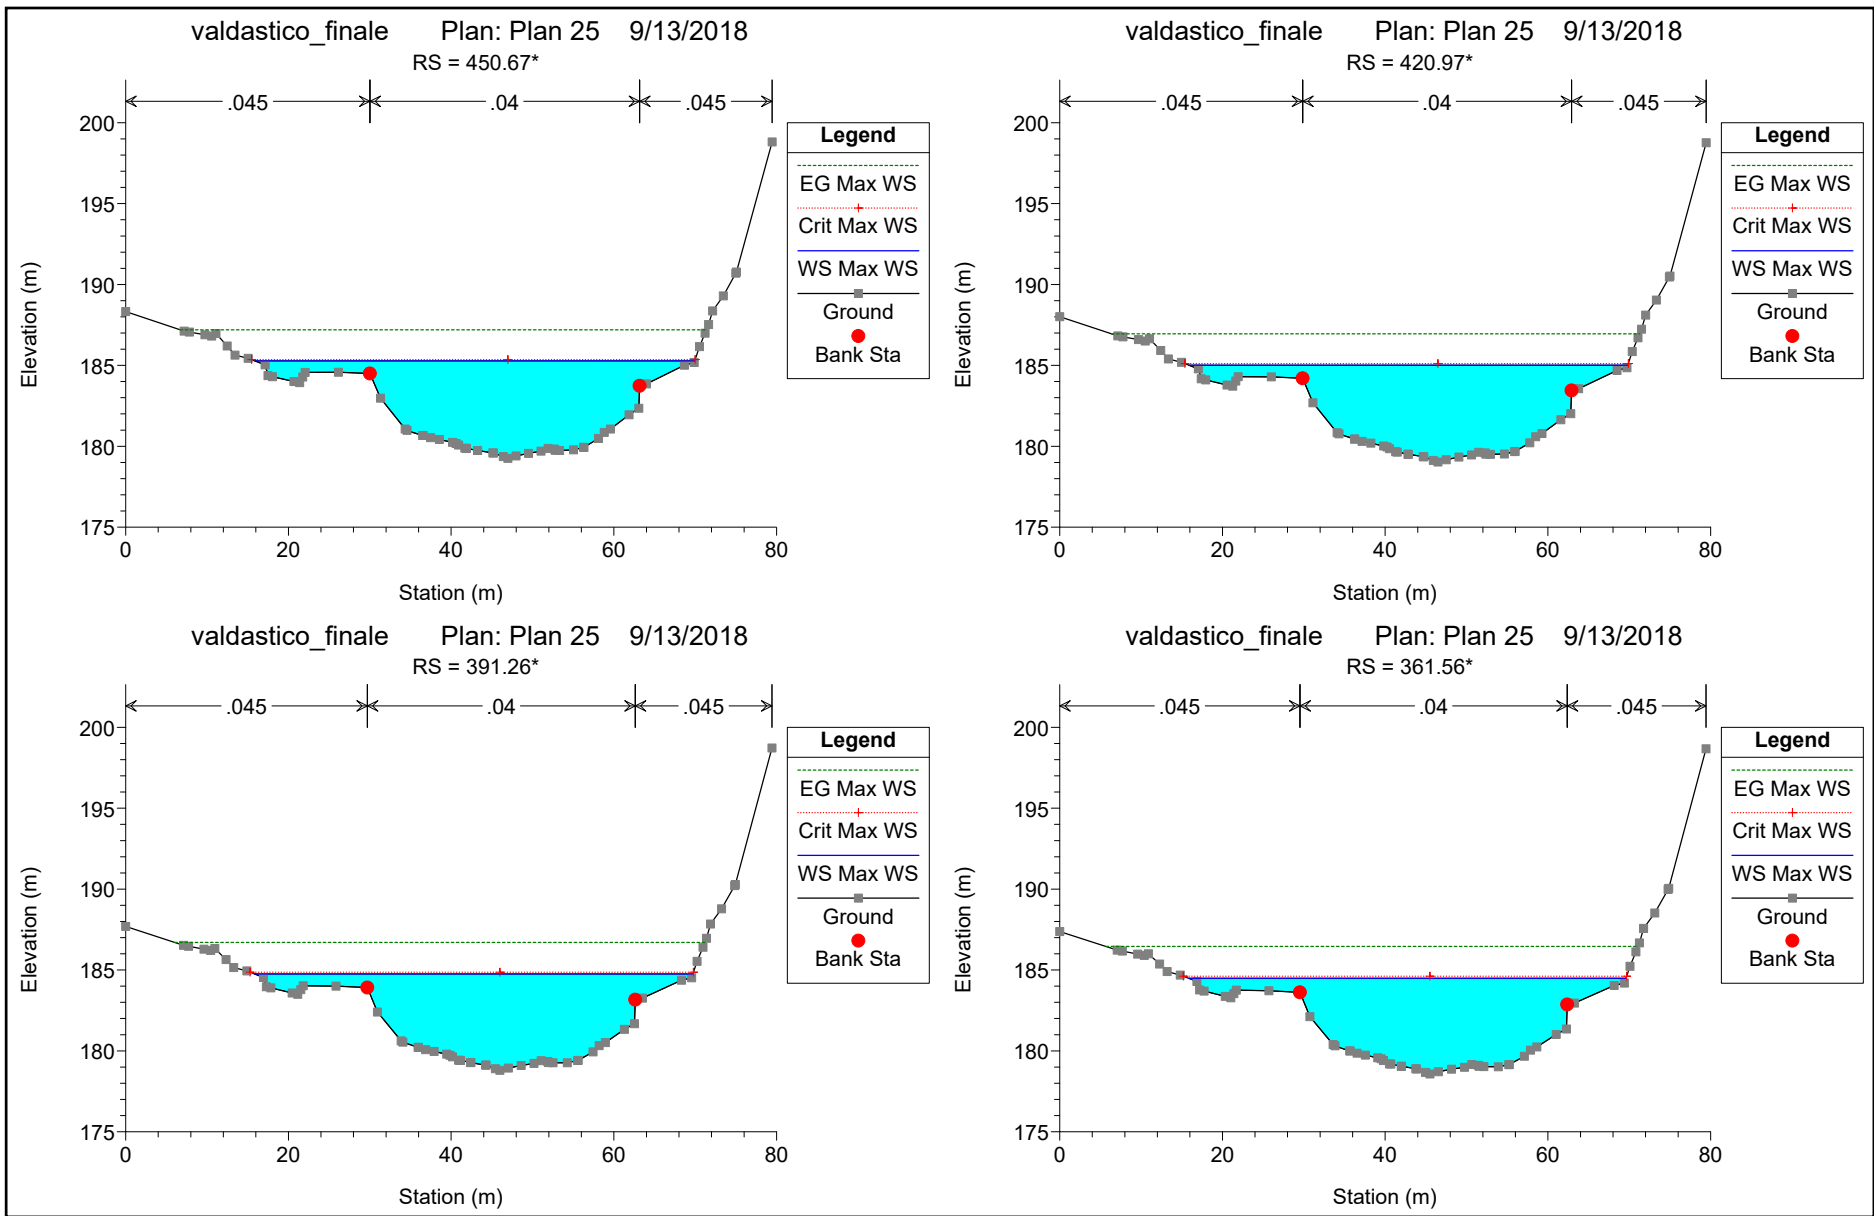 valdastico_finale Plan: Plan 25 9/13/2018
RS = 450.67*
.045 .04 .045
200
195
190
185
180
175
0 20 40 60 80
Elevation (m)
Station (m)
Legend
EG Max WS
Crit Max WS
WS Max WS
Ground
Bank Sta
valdastico_finale Plan: Plan 25 9/13/2018
RS = 420.97*
.045 .04 .045
200
195
190
185
180
175
0 20 40 60 80
Elevation (m)
Station (m)
Legend
EG Max WS
Crit Max WS
WS Max WS
Ground
Bank Sta
valdastico_finale Plan: Plan 25 9/13/2018
RS = 391.26*
.045 .04 .045
200
195
190
185
180
175
0 20 40 60 80
Elevation (m)
Station (m)
Legend
EG Max WS
Crit Max WS
WS Max WS
Ground
Bank Sta
valdastico_finale Plan: Plan 25 9/13/2018
RS = 361.56*
.045 .04 .045
200
195
190
185
180
175
0 20 40 60 80
Elevation (m)
Station (m)
Legend
EG Max WS
Crit Max WS
WS Max WS
Ground
Bank Sta